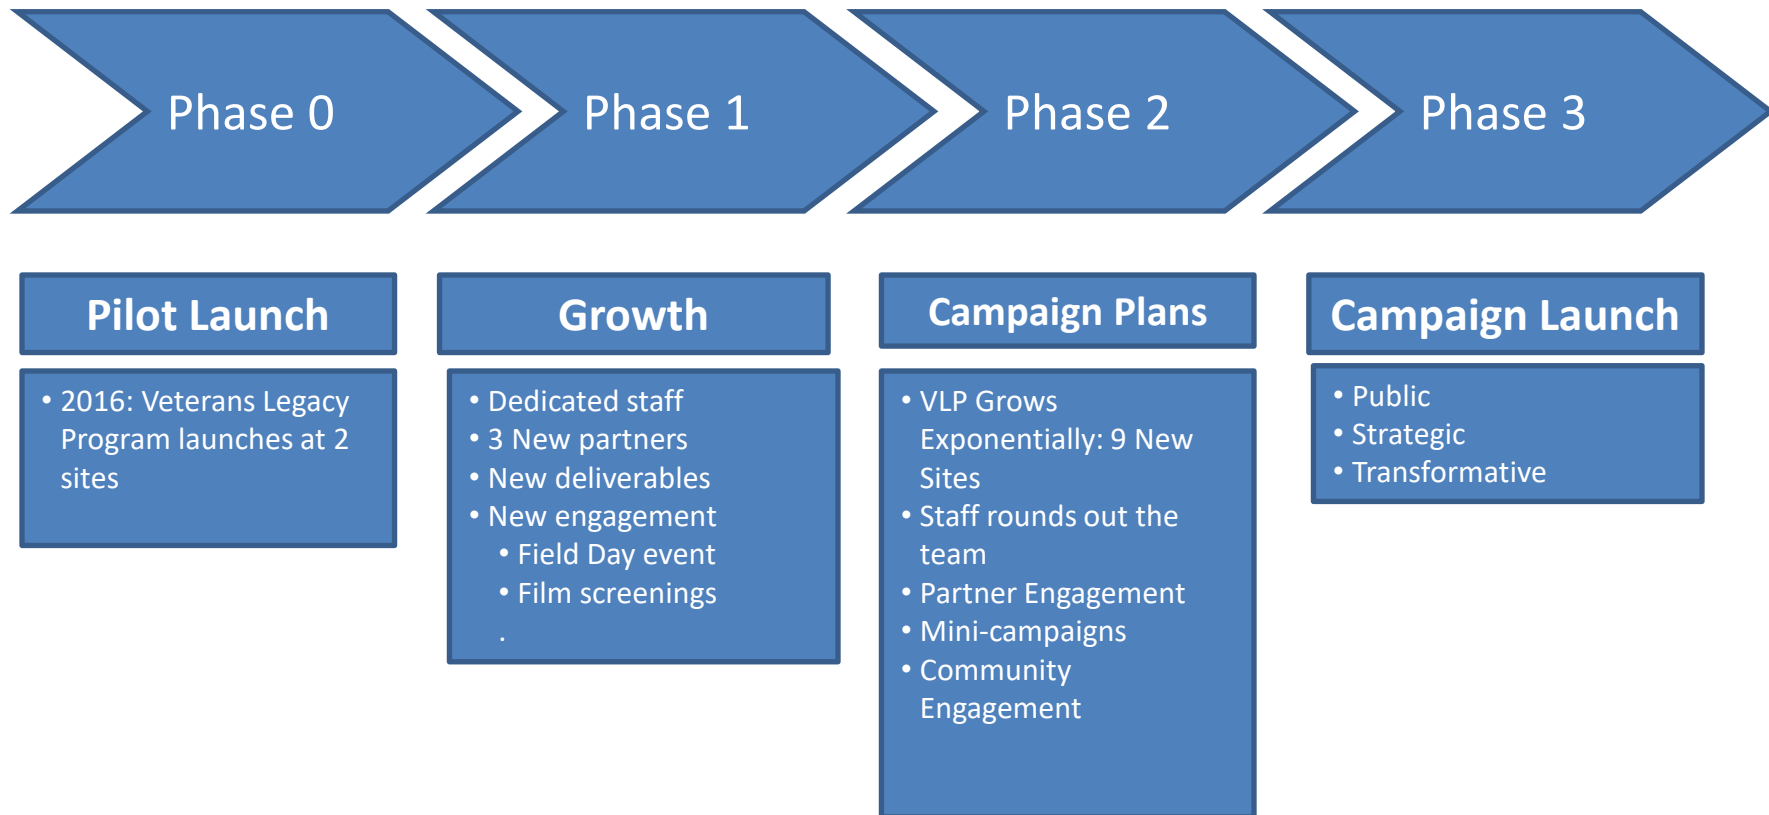 Phase 0
Phase 1
Phase 2
Phase 3
Pilot Launch
• 2016: Veterans Legacy
Program launches at 2
sites
Growth
• Dedicated staff
• 3 New partners
• New deliverables
• New engagement
• Field Day event
• Film screenings
.
Campaign Plans
• VLP Grows
Exponentially: 9 New
Sites
• Staff rounds out the
team
• Partner Engagement
• Mini-campaigns
• Community
Engagement
Campaign Launch
• Public
• Strategic
• Transformative